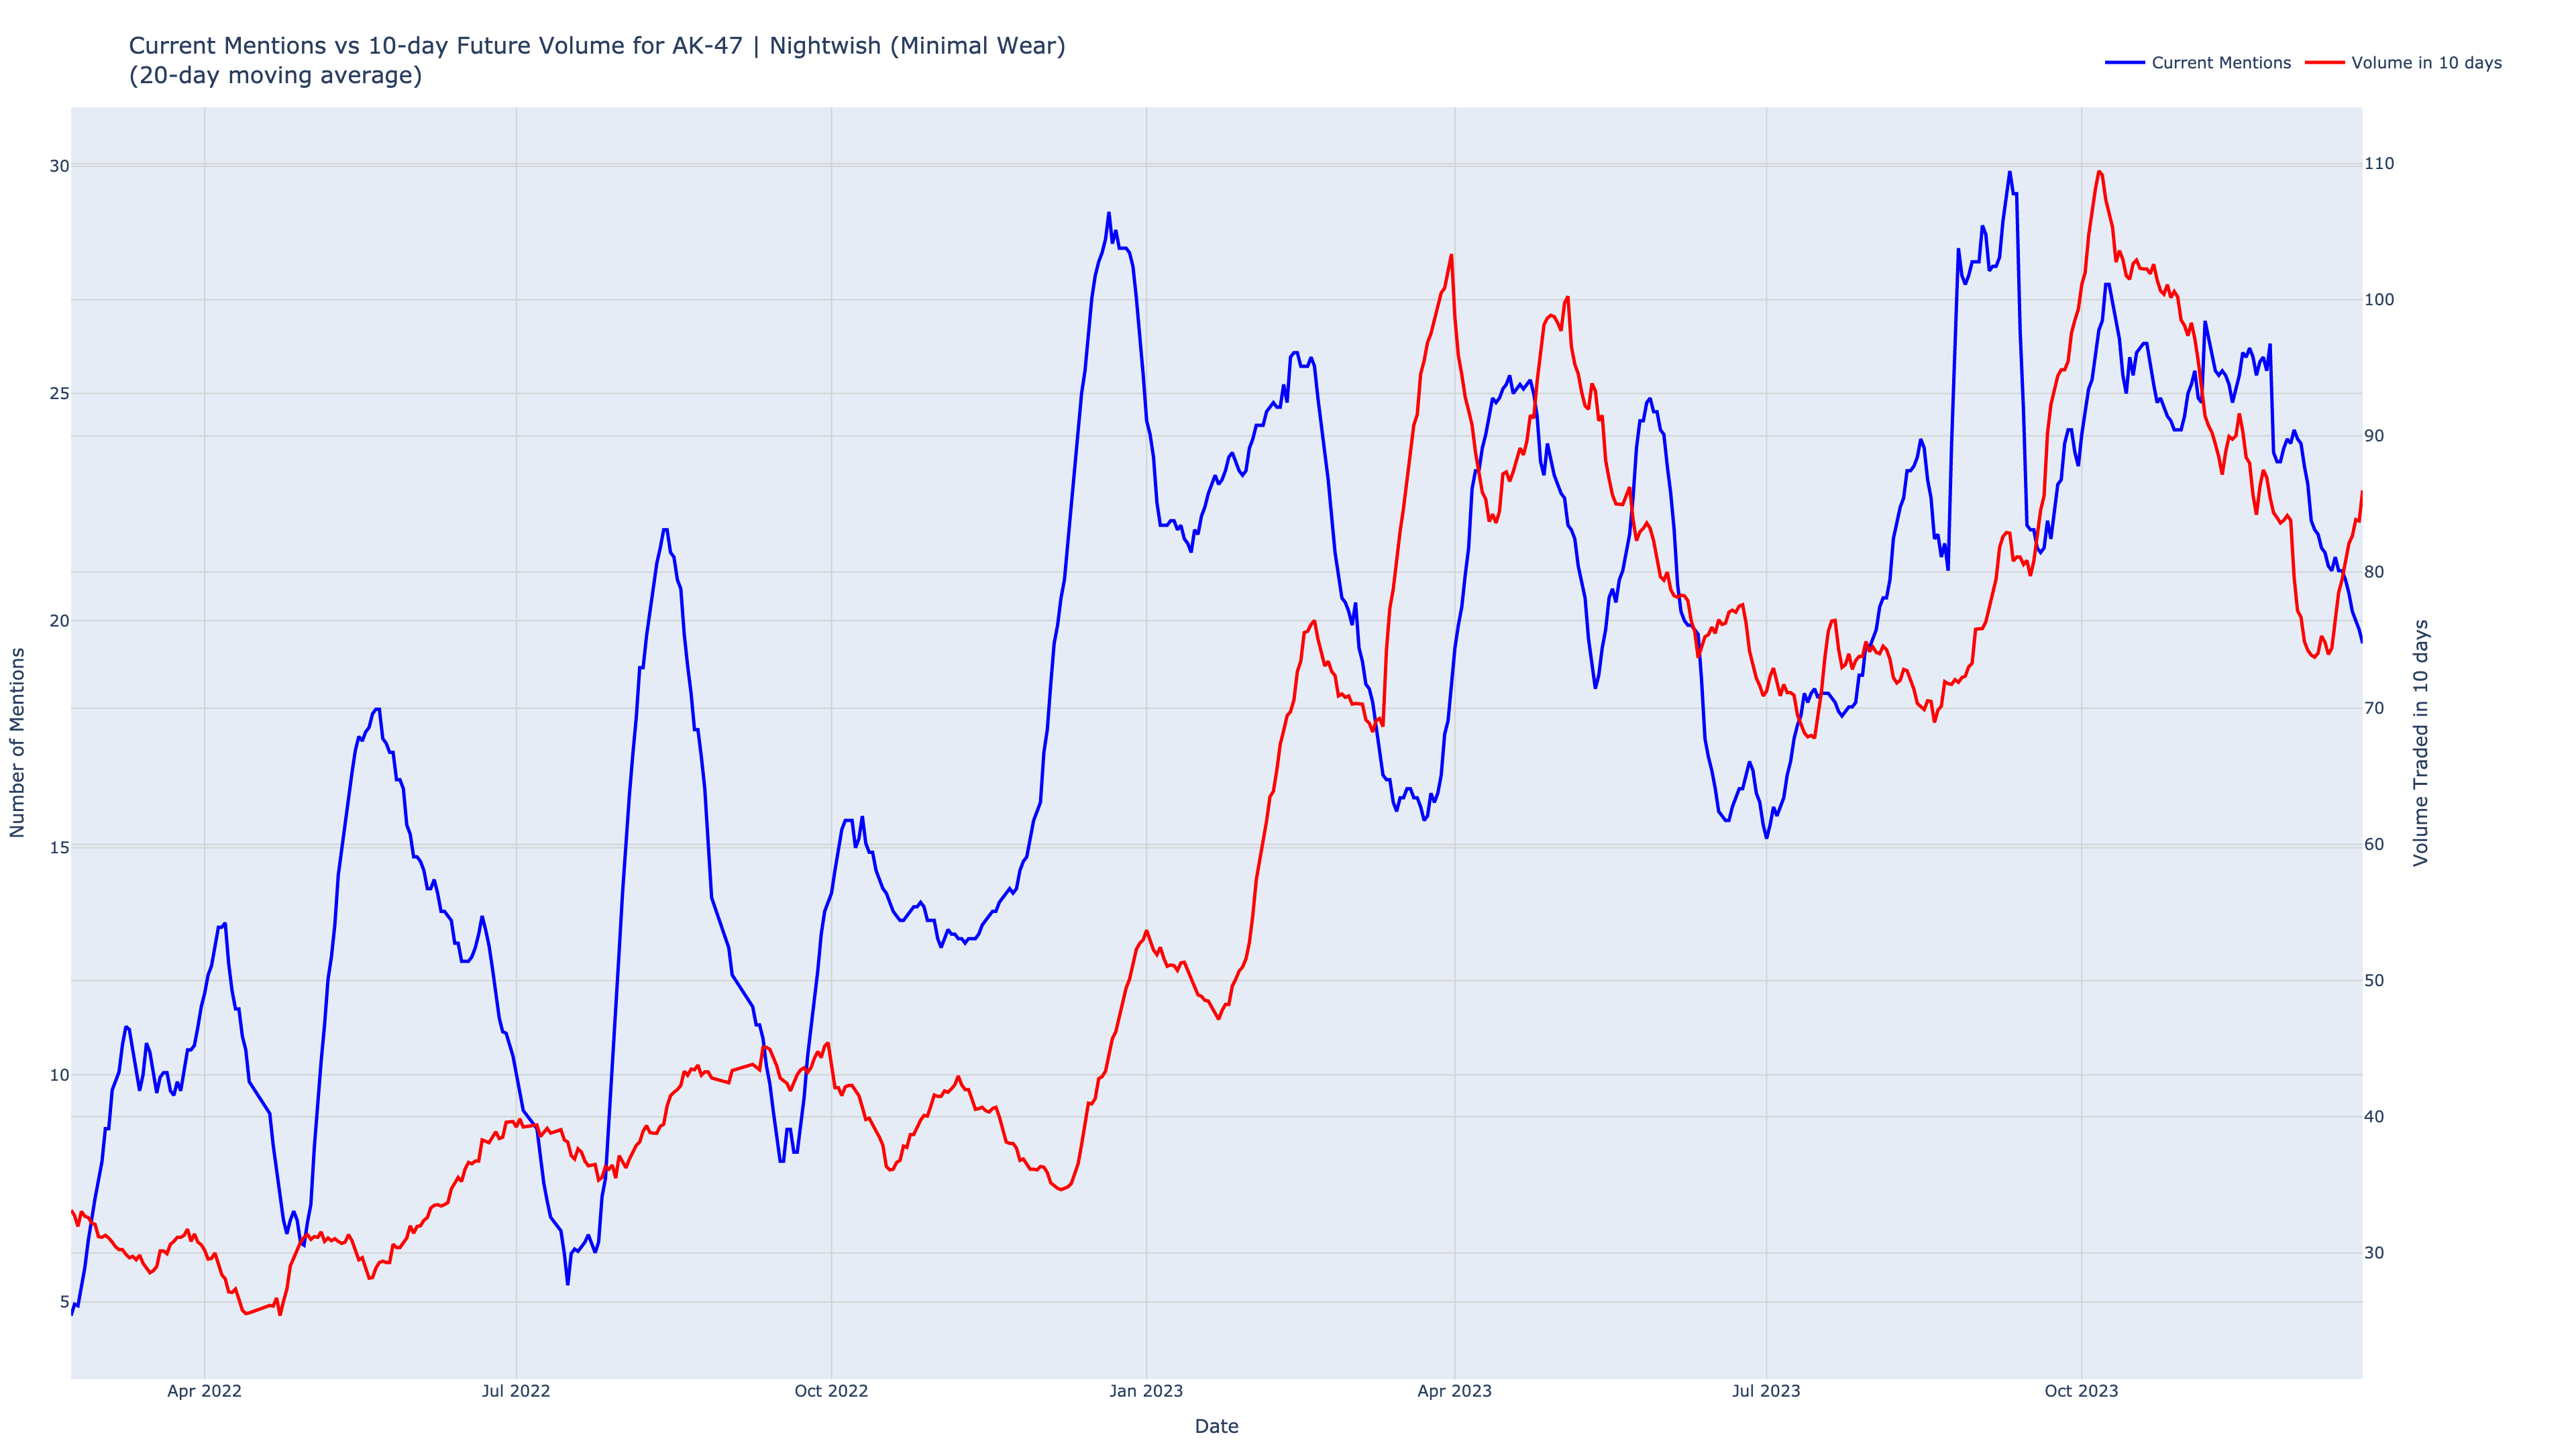 Current Mentions vs 10-day Future Volume for AK-47 | Nightwish (Minimal Wear)
(20-day moving average)
Current Mentions
Volume in 10 days
30
25
20
15
10
5
Number of Mentions
110
100
90
80
70
60
50
40
30
Volume Traded in 10 days
Apr 2022
Jul 2022
Oct 2022
Jan 2023
Apr 2023
Jul 2023
Oct 2023
Date